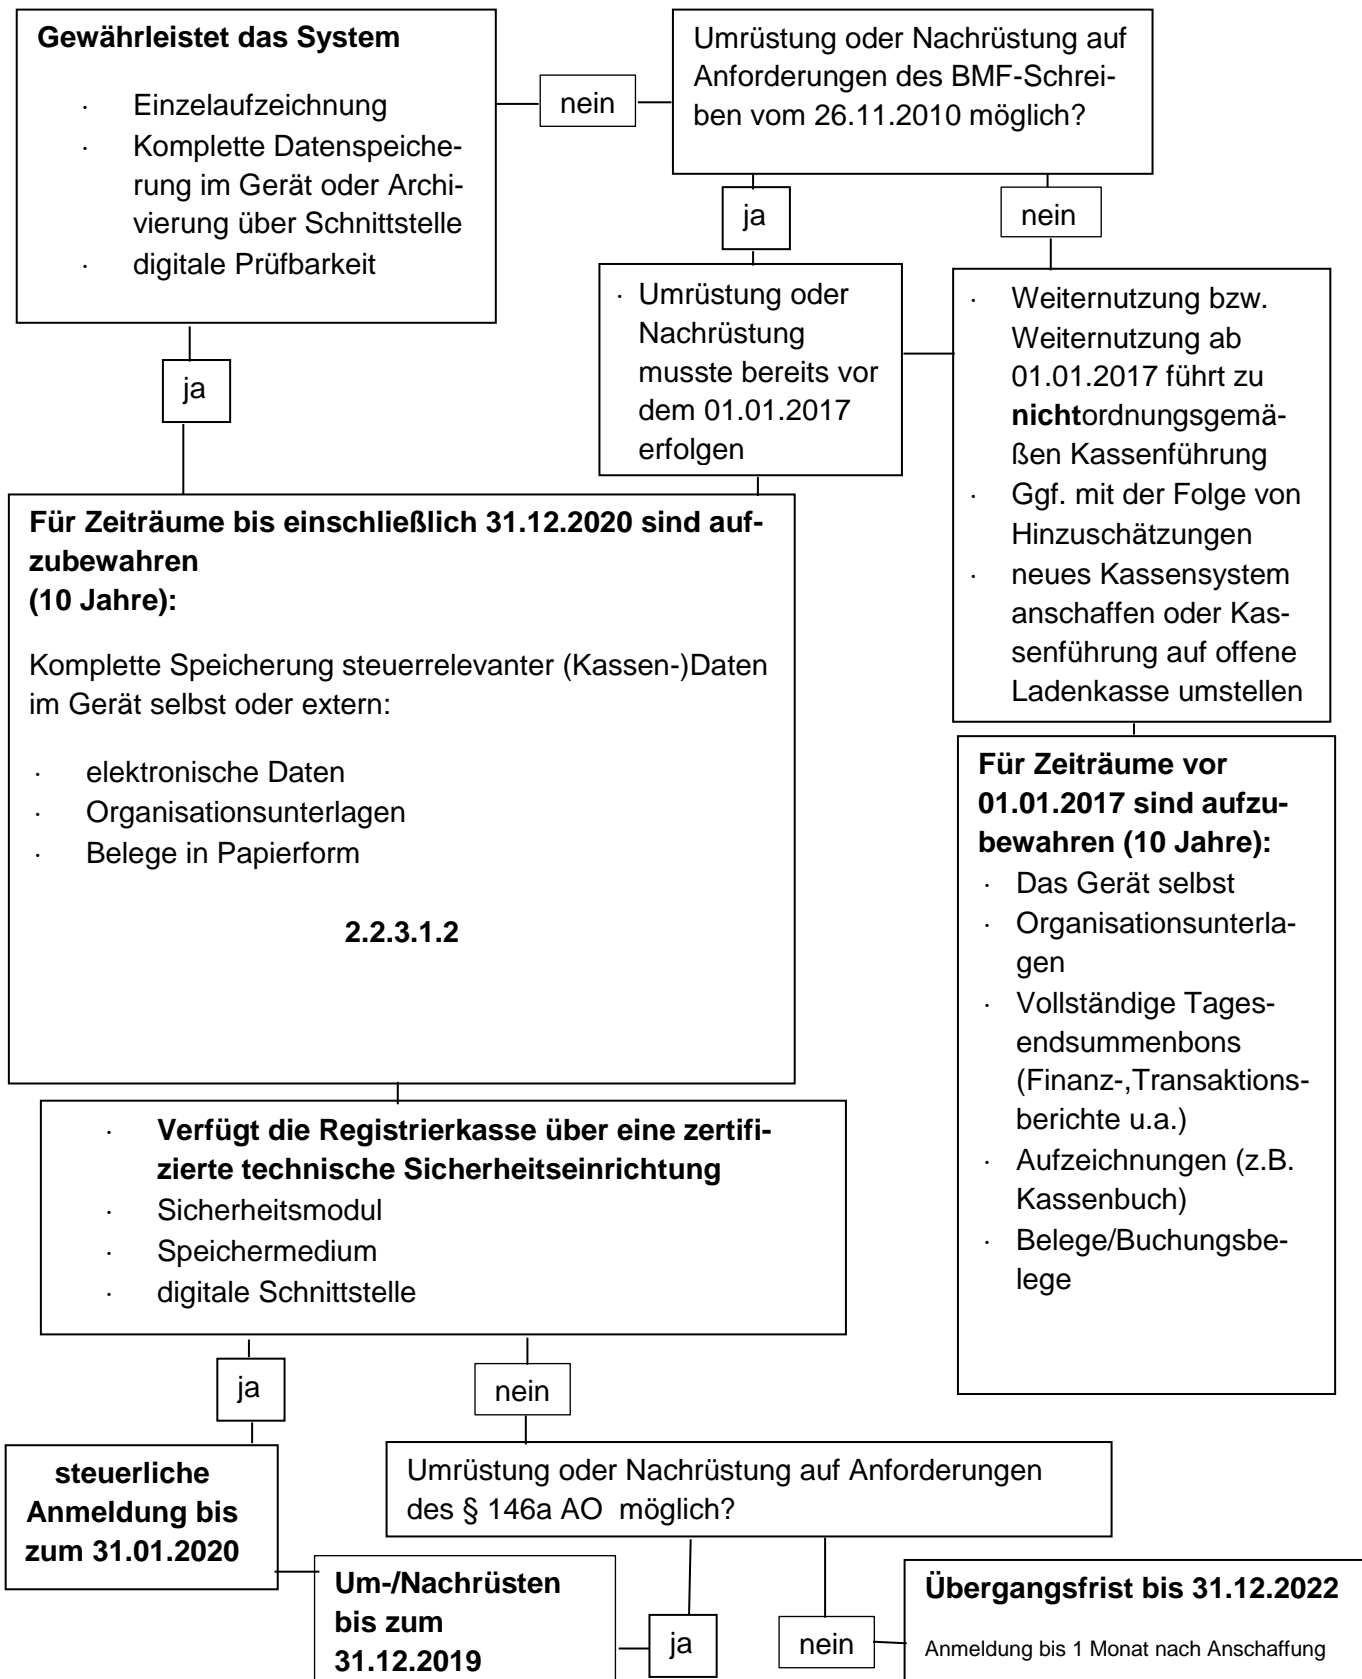 Gewährleistet das System
· Einzelaufzeichnung
· Komplette Datenspeiche-
rung im Gerät oder Archi-
vierung über Schnittstelle
· digitale Prüfbarkeit
nein
Umrüstung oder Nachrüstung auf
Anforderungen des BMF-Schrei-
ben vom 26.11.2010 möglich?
ja
nein
ja
· Umrüstung oder
Nachrüstung
musste bereits vor
dem 01.01.2017
erfolgen
· Weiternutzung bzw.
Weiternutzung ab
01.01.2017 führt zu
nichtordnungsgemä-
ßen Kassenführung
· Ggf. mit der Folge von
Hinzuschätzungen
· neues Kassensystem
anschaffen oder Kas-
senführung auf offene
Ladenkasse umstellen
Für Zeiträume bis einschließlich 31.12.2020 sind auf-
zubewahren
(10 Jahre):
Komplette Speicherung steuerrelevanter (Kassen-)Daten
im Gerät selbst oder extern:
· elektronische Daten
· Organisationsunterlagen
· Belege in Papierform
2.2.3.1.2
Für Zeiträume vor
01.01.2017 sind aufzu-
bewahren (10 Jahre):
· Das Gerät selbst
· Organisationsunterla-
gen
· Vollständige Tages-
endsummenbons
(Finanz-,Transaktions-
berichte u.a.)
· Aufzeichnungen (z.B.
Kassenbuch)
· Belege/Buchungsbe-
lege
· Verfügt die Registrierkasse über eine zertifi-
zierte technische Sicherheitseinrichtung
· Sicherheitsmodul
· Speichermedium
· digitale Schnittstelle
ja
nein
steuerliche
Anmeldung bis
zum 31.01.2020
Umrüstung oder Nachrüstung auf Anforderungen
des § 146a AO möglich?
Um-/Nachrüsten
bis zum
31.12.2019
ja
nein
Übergangsfrist bis 31.12.2022
Anmeldung bis 1 Monat nach Anschaffung